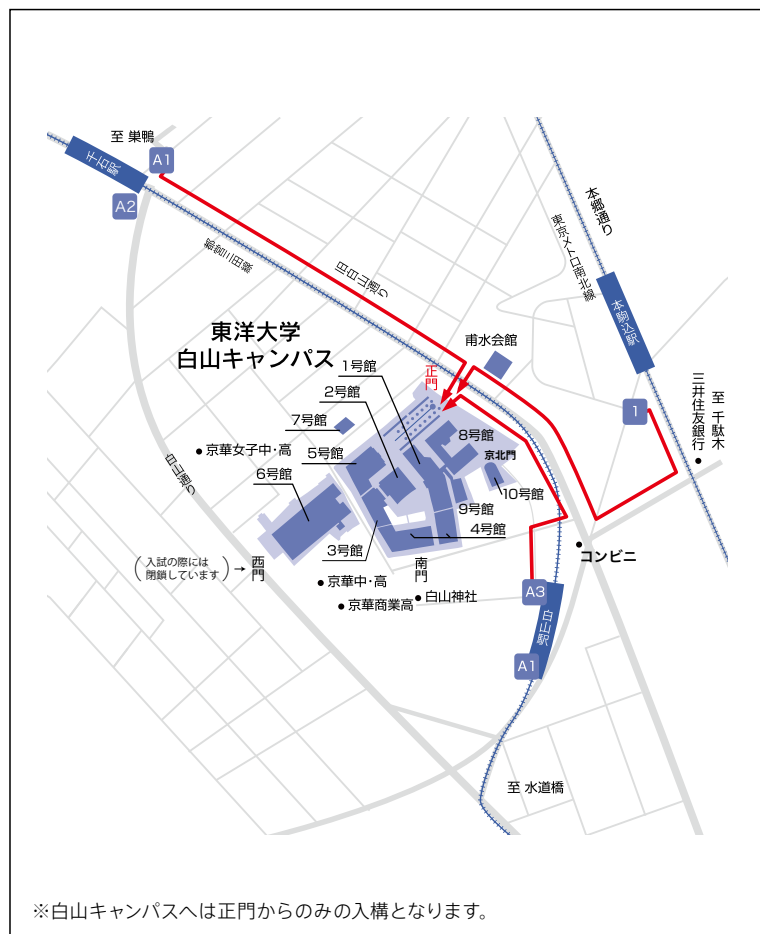 至 巣鴨
A1
千石駅
A2
都営三田線
旧白山通り
本郷通り
東京メトロ南北線
本駒込駅
東洋大学
白山キャンパス
甫水会館
正門
1号館
2号館
7号館
8号館
京北門
5号館
6号館
10号館
9号館
4号館
3号館
1
三井住友銀行
至 千駄木
京華女子中・高
白山通り
(入試の際には
閉鎖しています)
→
西門
南門
コンビニ
京華中・高
白山神社
京華商業高
A3
白山駅
A1
至 水道橋
※白山キャンパスへは正門からのみの入構となります。